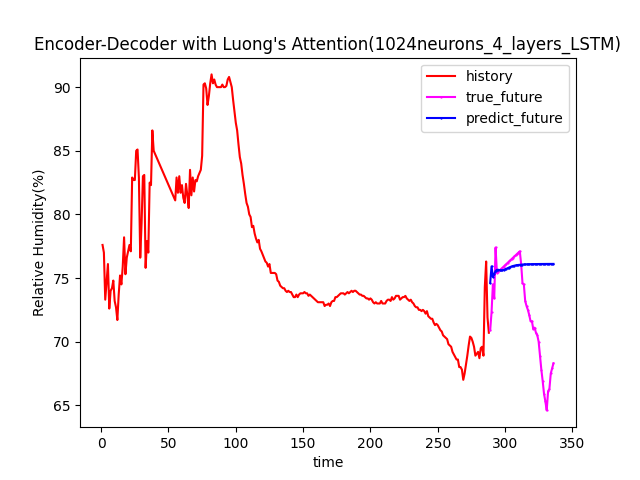 Encoder-Decoder with Luong's Attention(1024neurons_4_layers_LSTM)
history
true_future
predict_future
Relative Humidity(%)
90
85
80
75
70
65
0 50 100 150 200 250 300 350
time